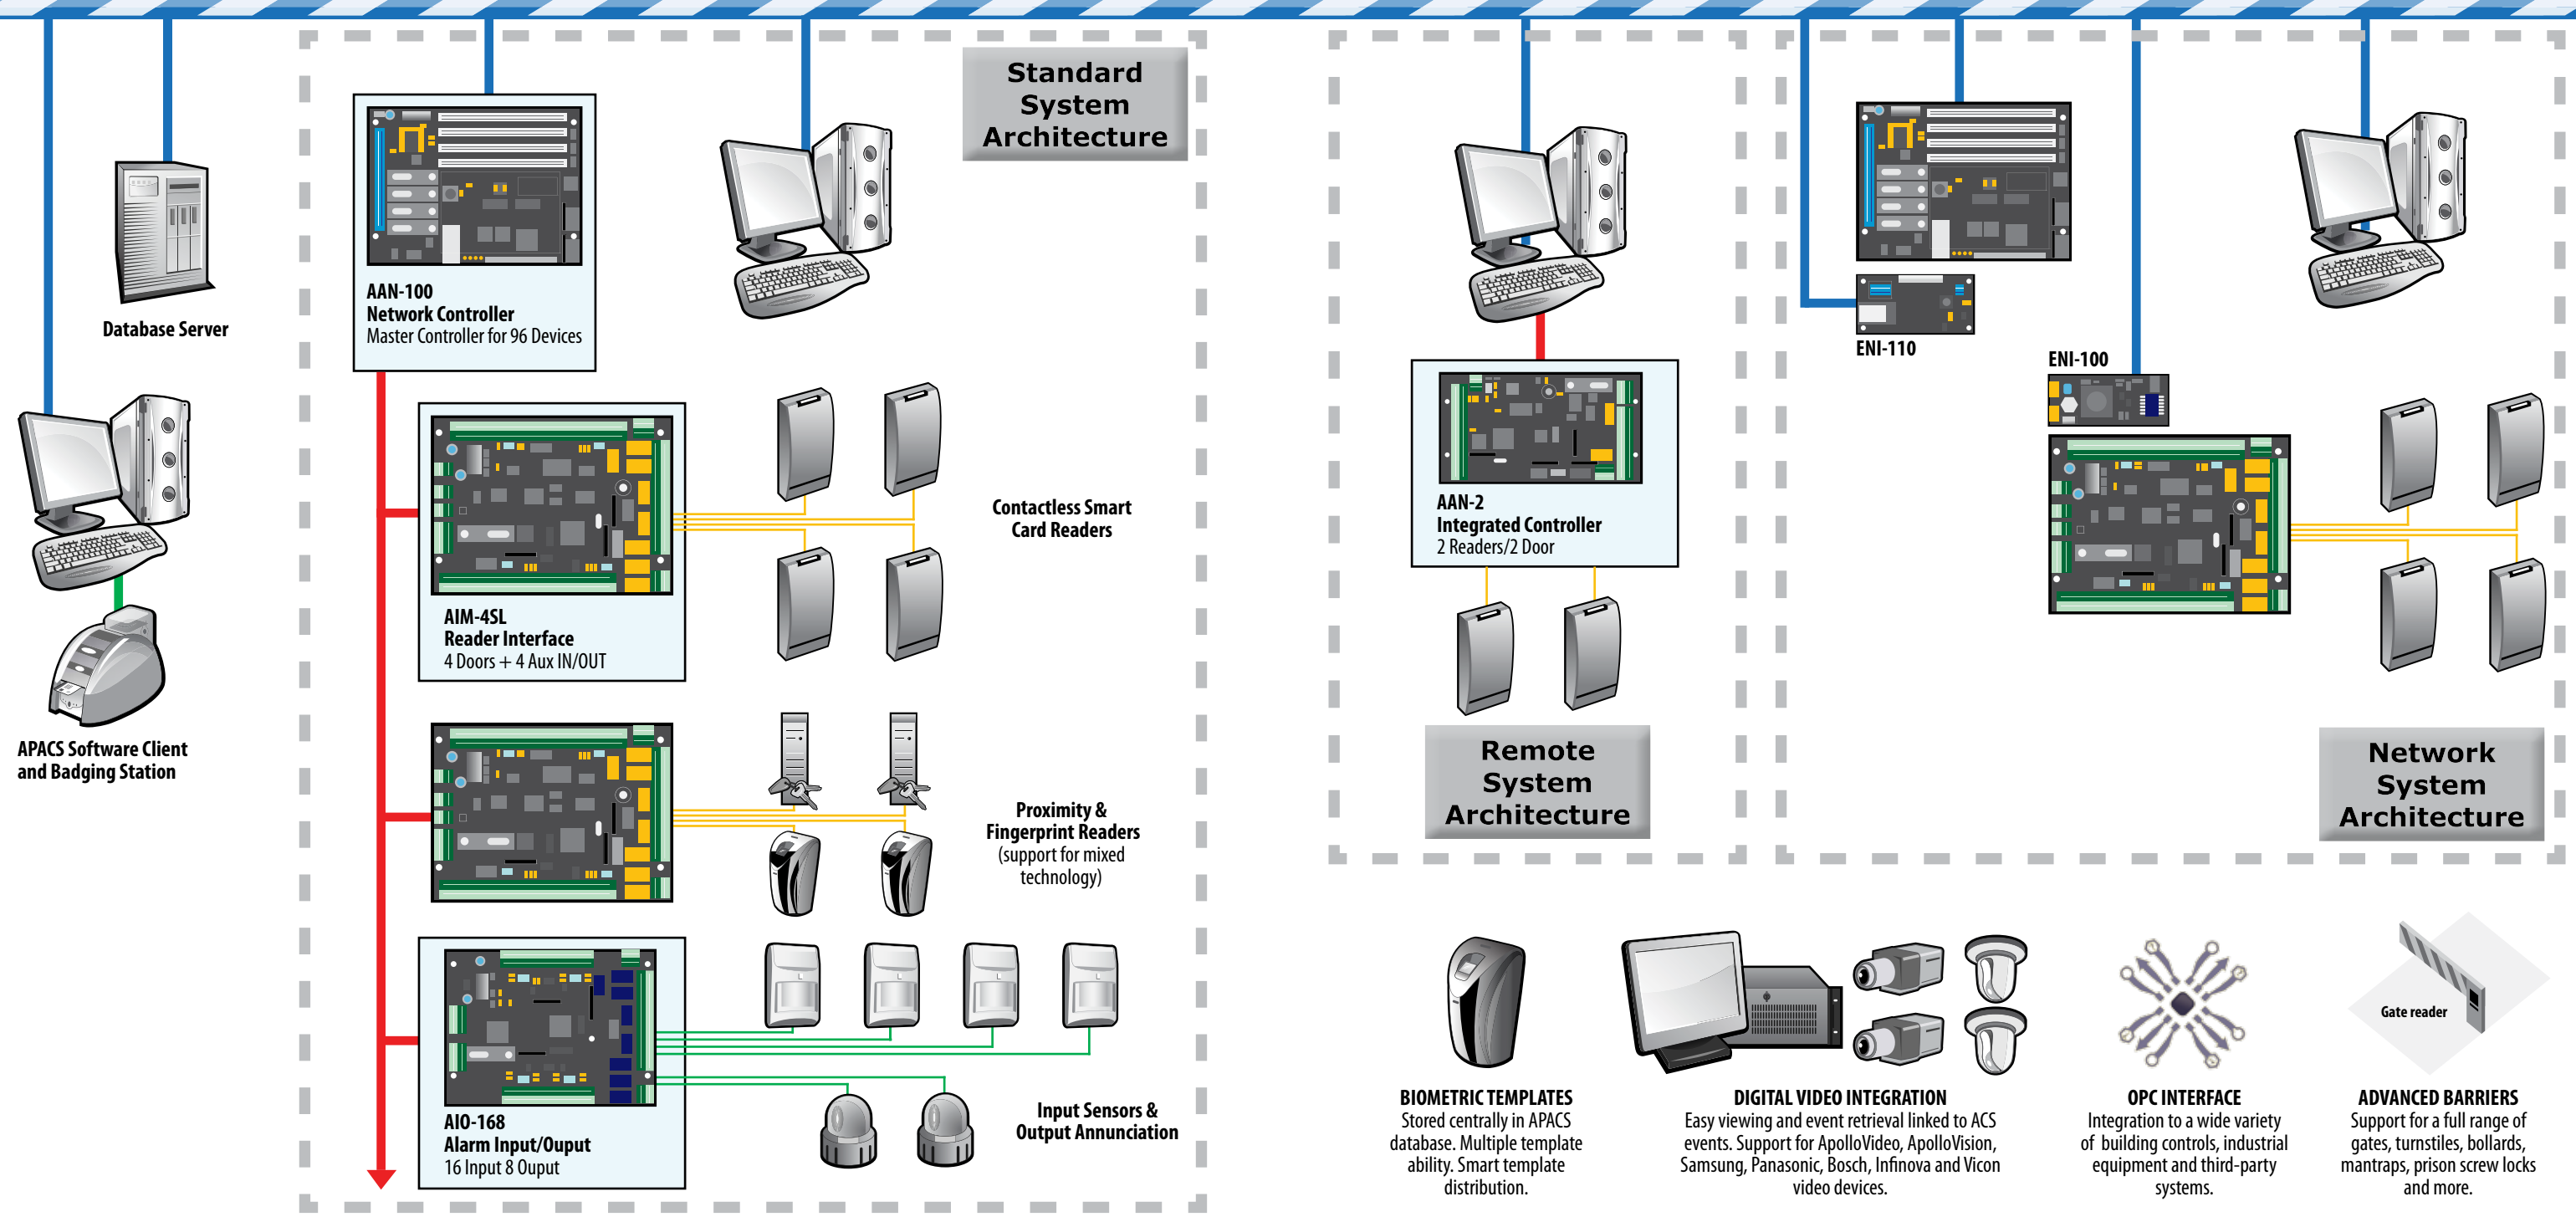 Standard
System
Architecture
AAN-100
Network Controller
Master Controller for 96 Devices
Database Server
APACS Software Client
and Badging Station
AIM-4SL
Reader Interface
4 Doors + 4 Aux IN/OUT
Contactless Smart
Card Readers
Proximity &
Fingerprint Readers
(support for mixed
technology)
AIO-168
Alarm Input/Ouput
16 Input 8 Ouput
Input Sensors &
Output Annunciation
AAN-2
Integrated Controller
2 Readers/2 Door
Remote
System
Architecture
ENI-110
ENI-100
Network
System
Architecture
BIOMETRIC TEMPLATES
Stored centrally in APACS
database. Multiple template
ability. Smart template
distribution.
DIGITAL VIDEO INTEGRATION
Easy viewing and event retrieval linked to ACS
events. Support for ApolloVideo, ApolloVision,
Samsung, Panasonic, Bosch, Infinova and Vicon
video devices.
OPC INTERFACE
Integration to a wide variety
of building controls, industrial
equipment and third-party
systems.
Gate reader
ADVANCED BARRIERS
Support for a full range of
gates, turnstiles, bollards,
mantraps, prison screw locks
and more.